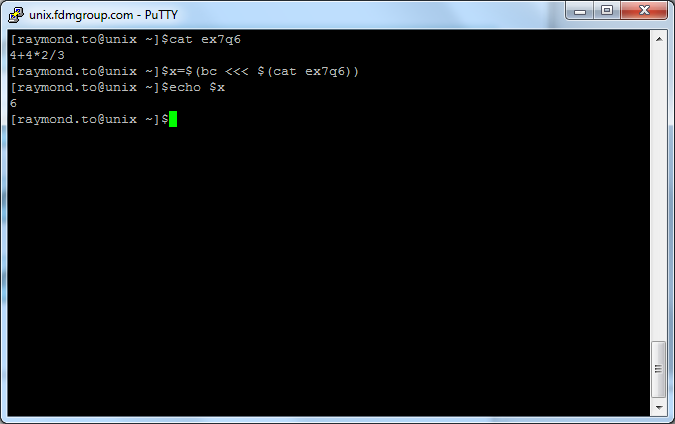 unix.fdmgroup.com - PuTTY
[raymond.to@unix ~]$cat ex7q6
4+4*2/3
[raymond.to@unix ~]$x=$(bc <<< $(cat ex7q6))
[raymond.to@unix ~]$echo $x
6
[raymond.to@unix ~]$